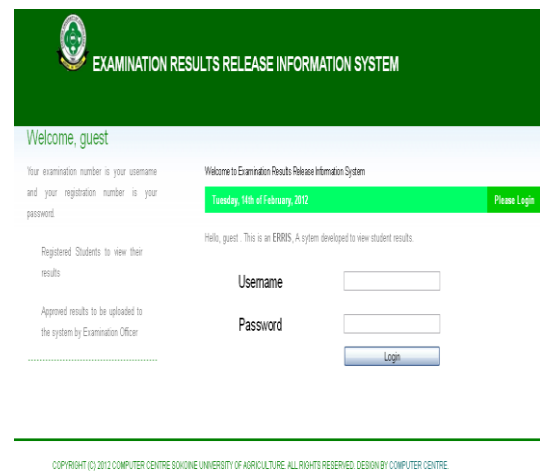 EXAMINATION RESULTS RELEASE INFORMATION SYSTEM
Welcome, guest
Your examination number is your username
and your registration number is your
password.
Registered Students to view their
results
Approved results to be uploaded to
the system by Examination Officer
Welcome to Examination Results Release Information System
Tuesday, 14th of February, 2012
Please Login
Hello, guest . This is an ERRIS, A sytem developed to view student results.
Username
Password
Login
COPYRIGHT (C) 2012 COMPUTER CENTRE SOKOINE UNIVERSITY OF AGRICULTURE. ALL RIGHTS RESERVED. DESIGN BY COMPUTER CENTRE.